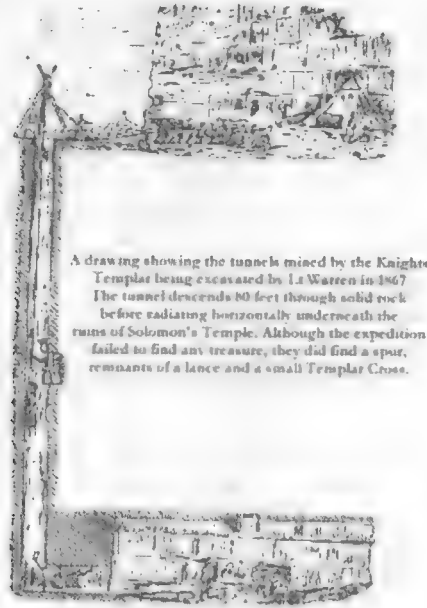 A drawing showing the tunnels mined by the Knights
Templar being excavated by Lt Warren in 1867
The tunnel descends 80 feet through solid rock
before radiating horizontally underneath the
ruins of Solomon's Temple. Although the expedition
failed to find any treasure, they did find a spur,
remnants of a lance and a small Templar Cross.